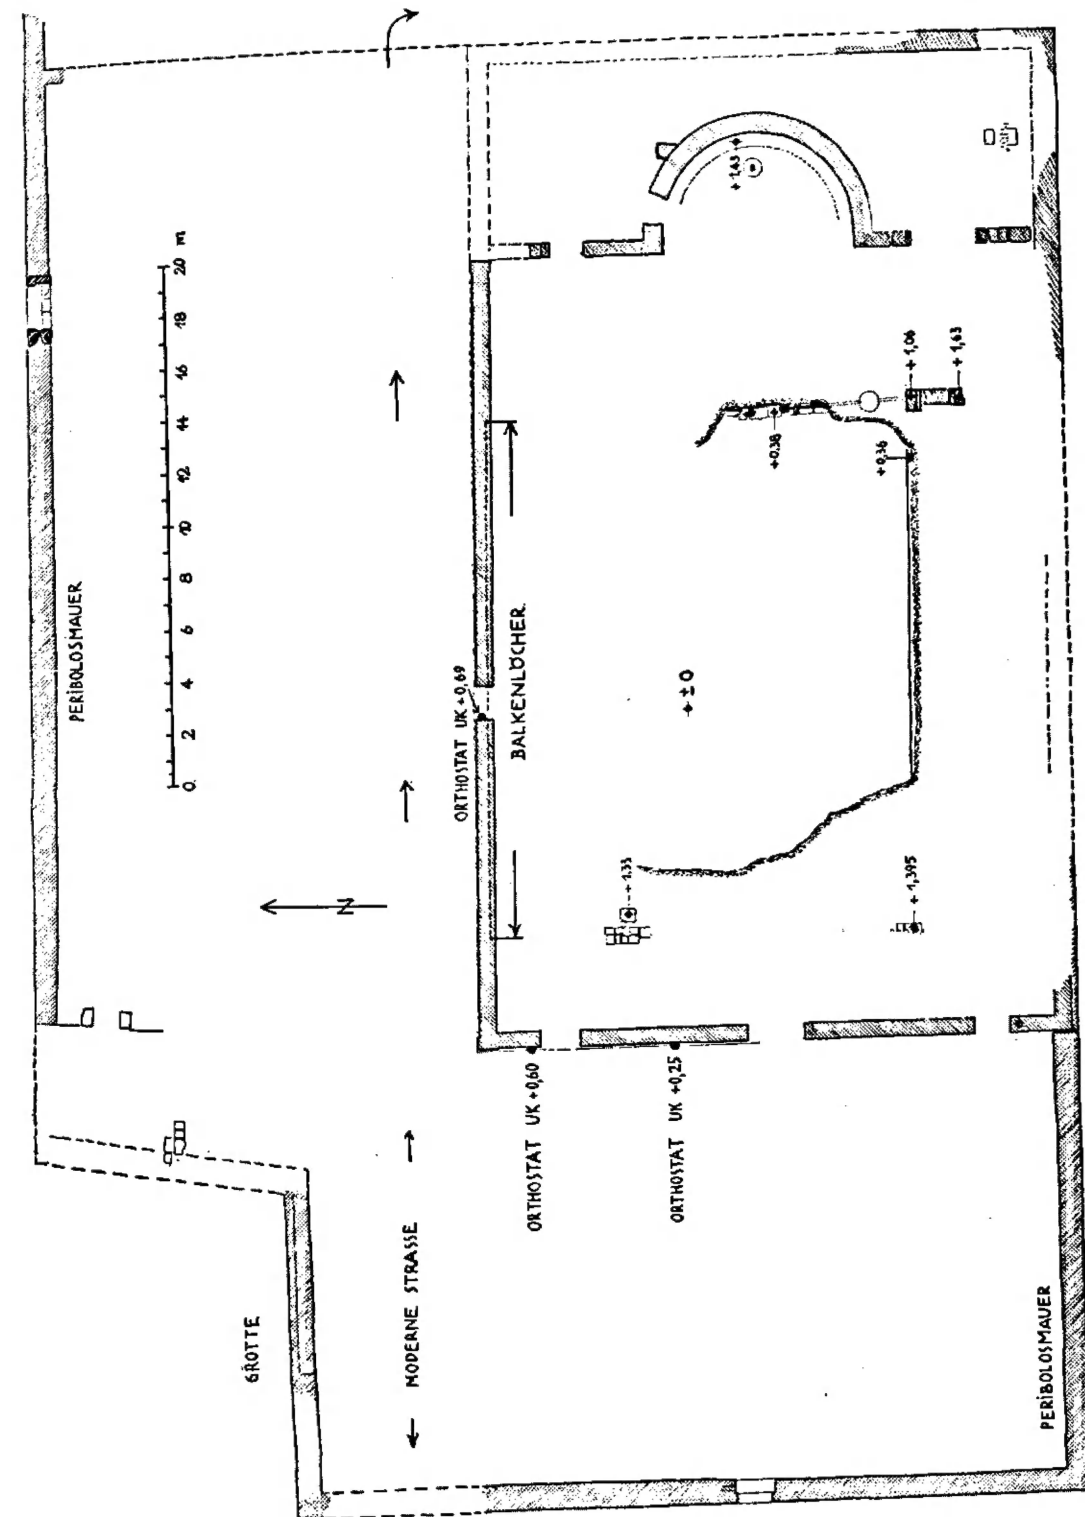 PERIBOLOSMAUER
0 2 4 6 8 10 12 14 16 18 20 m
ORTHOSTAT UK +0,69
BALKENLÖCHER
N
GROTTE
MODERNE STRASSE
ORTHOSTAT UK +0,60
ORTHOSTAT UK +0,25
+1,43
+1,06
+1,63
+0,38
+0,36
±0
+1,33
+1,395
PERIBOLOSMAUER